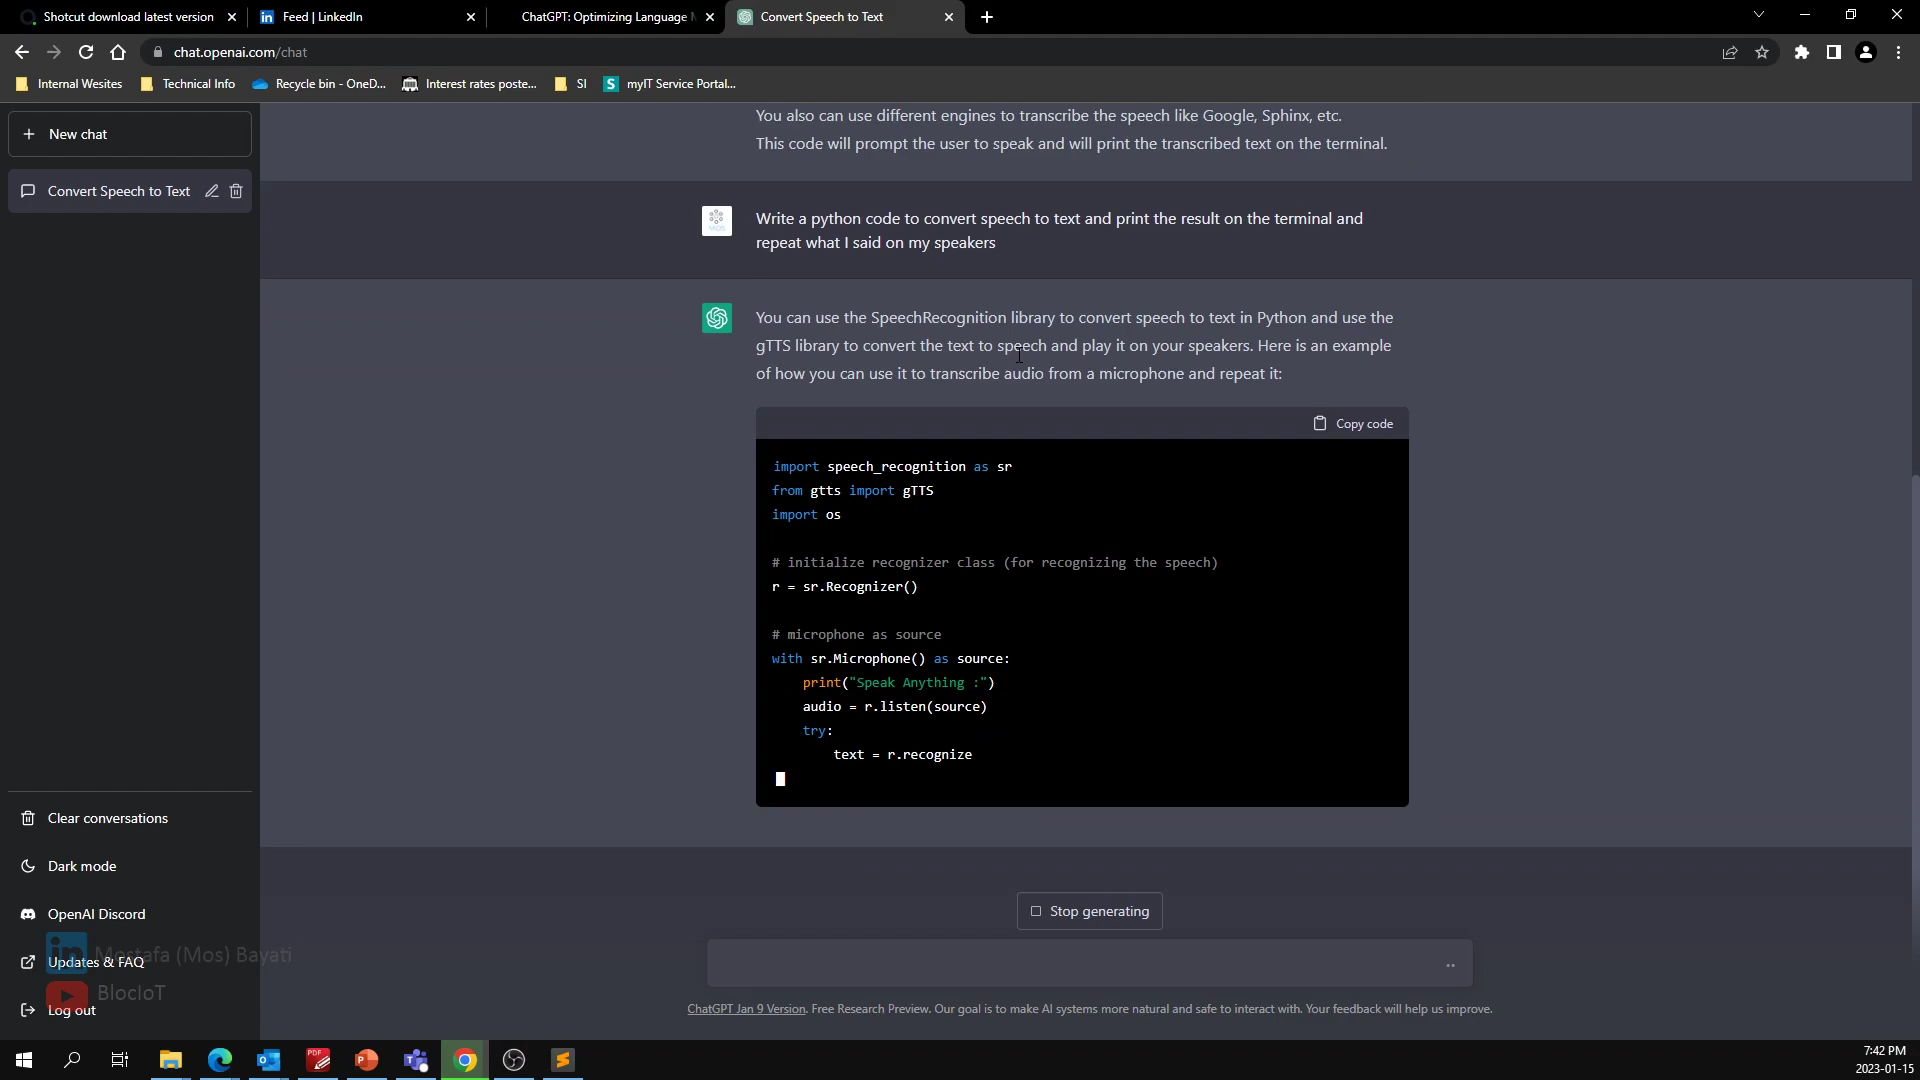 Shotcut download latest version
Feed | LinkedIn
ChatGPT: Optimizing Language
Convert Speech to Text
chat.openai.com/chat
Internal Wesites
Technical Info
Recycle bin - OneD...
Interest rates poste...
SI
myIT Service Portal...
New chat
Convert Speech to Text
You also can use different engines to transcribe the speech like Google, Sphinx, etc.
This code will prompt the user to speak and will print the transcribed text on the terminal.
Write a python code to convert speech to text and print the result on the terminal and
repeat what I said on my speakers
You can use the SpeechRecognition library to convert speech to text in Python and use the
gTTS library to convert the text to speech and play it on your speakers. Here is an example
of how you can use it to transcribe audio from a microphone and repeat it:
Copy code
import speech_recognition as sr
from gtts import gTTS
import os
# initialize recognizer class (for recognizing the speech)
r = sr.Recognizer()
# microphone as source
with sr.Microphone() as source:
print("Speak Anything :")
audio = r.listen(source)
try:
text = r.recognize
Clear conversations
Dark mode
OpenAI Discord
Updates & FAQ
Log out
in Mostafa (Mos) Bayati
BlocIoT
Stop generating
ChatGPT Jan 9 Version. Free Research Preview. Our goal is to make AI systems more natural and safe to interact with. Your feedback will help us improve.
7:42 PM
2023-01-15